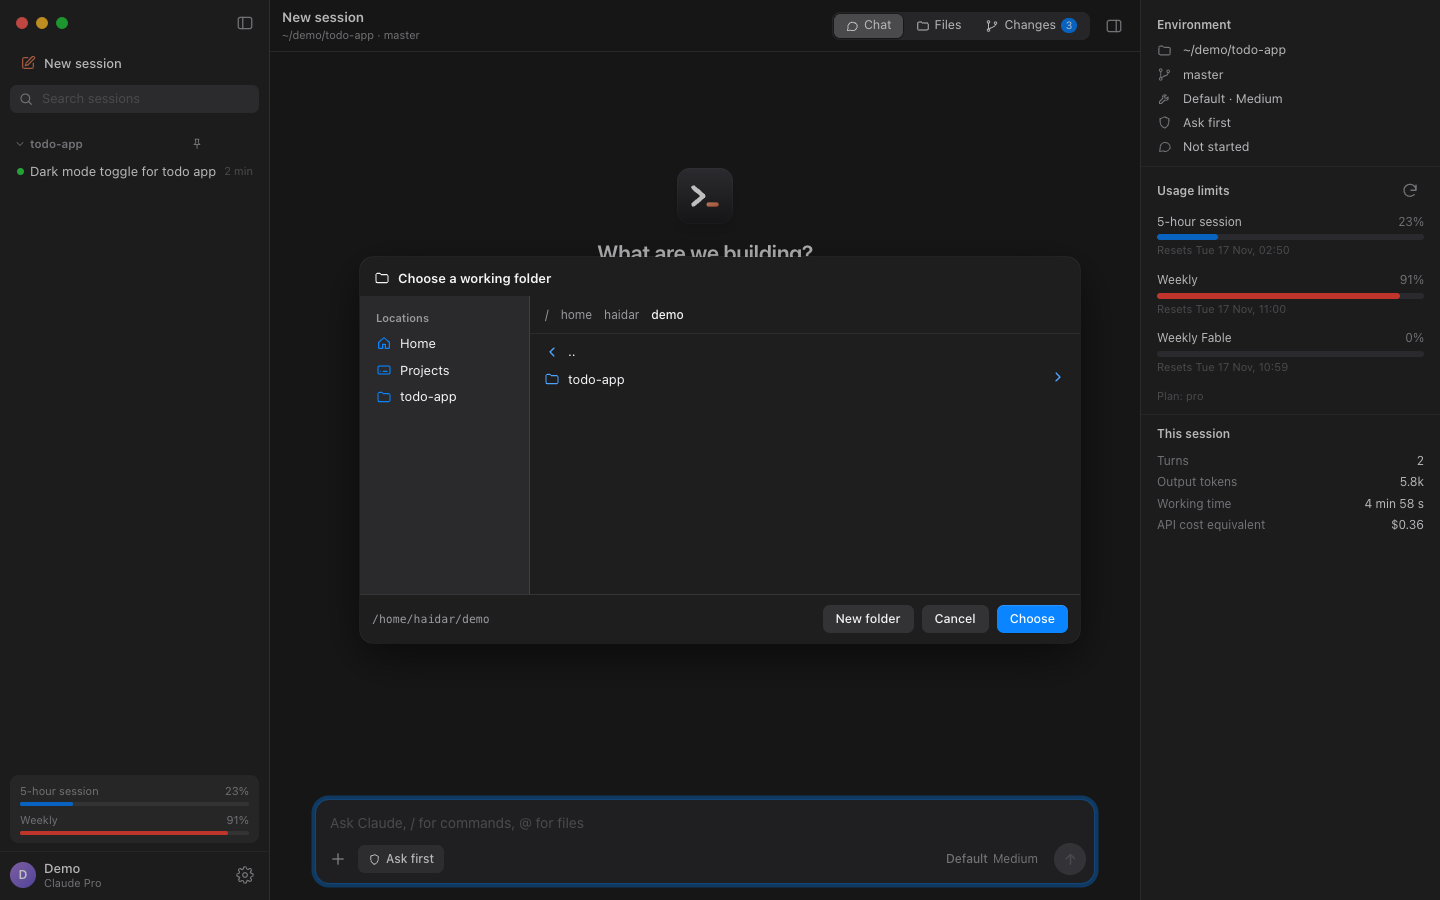 New session
Search sessions
todo-app
Dark mode toggle for todo app 2 min
5-hour session 23%
Weekly 91%
D
Demo
Claude Pro
New session
~/demo/todo-app · master
Chat
Files
Changes 3
What are we building?
Choose a working folder
Locations
Home
Projects
todo-app
/ home haidar demo
..
todo-app
/home/haidar/demo
New folder
Cancel
Choose
Ask Claude, / for commands, @ for files
Ask first
Default Medium
Environment
~/demo/todo-app
master
Default · Medium
Ask first
Not started
Usage limits
5-hour session 23%
Resets Tue 17 Nov, 02:50
Weekly 91%
Resets Tue 17 Nov, 11:00
Weekly Fable 0%
Resets Tue 17 Nov, 10:59
Plan: pro
This session
Turns 2
Output tokens 5.8k
Working time 4 min 58 s
API cost equivalent $0.36